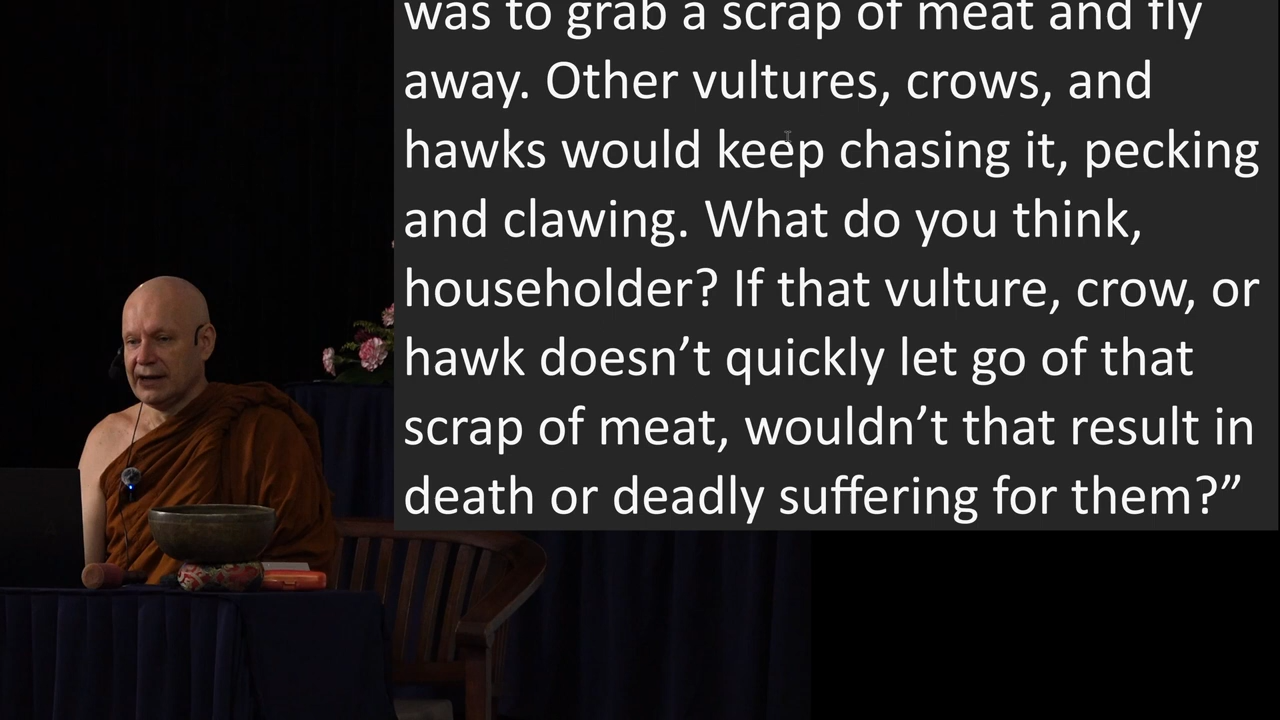 was to grab a scrap of meat and fly
away. Other vultures, crows, and
hawks would keep chasing it, pecking
and clawing. What do you think,
householder? If that vulture, crow, or
hawk doesn’t quickly let go of that
scrap of meat, wouldn’t that result in
death or deadly suffering for them?”